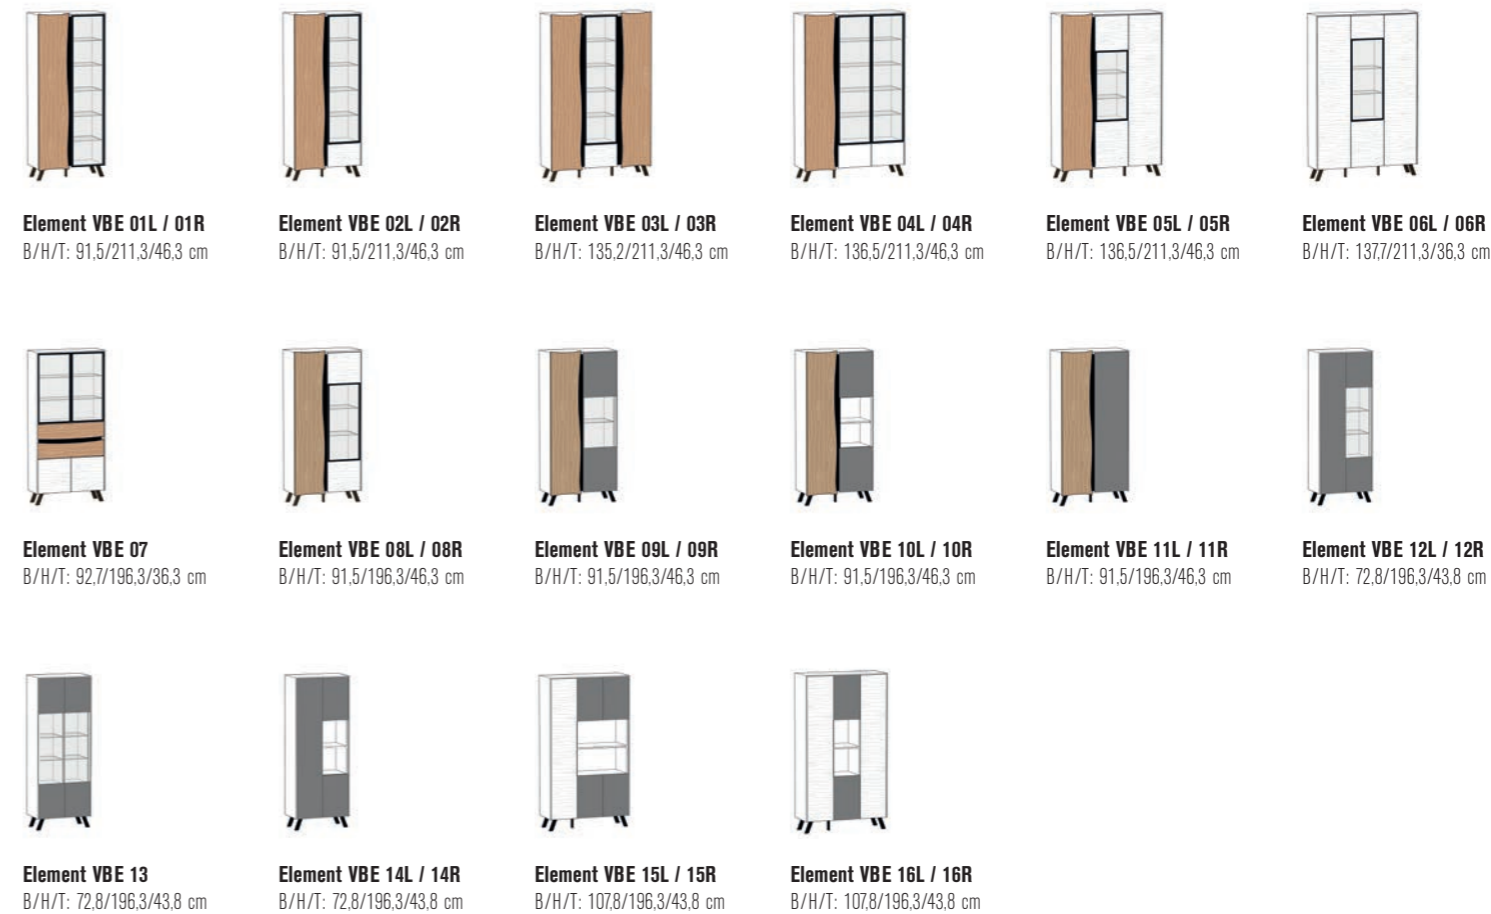 Element VBE 01L / 01R
B/H/T: 91,5/211,3/46,3 cm
Element VBE 02L / 02R
B/H/T: 91,5/211,3/46,3 cm
Element VBE 03L / 03R
B/H/T: 135,2/211,3/46,3 cm
Element VBE 04L / 04R
B/H/T: 136,5/211,3/46,3 cm
Element VBE 05L / 05R
B/H/T: 136,5/211,3/46,3 cm
Element VBE 06L / 06R
B/H/T: 137,7/211,3/36,3 cm
Element VBE 07
B/H/T: 92,7/196,3/36,3 cm
Element VBE 08L / 08R
B/H/T: 91,5/196,3/46,3 cm
Element VBE 09L / 09R
B/H/T: 91,5/196,3/46,3 cm
Element VBE 10L / 10R
B/H/T: 91,5/196,3/46,3 cm
Element VBE 11L / 11R
B/H/T: 91,5/196,3/46,3 cm
Element VBE 12L / 12R
B/H/T: 72,8/196,3/43,8 cm
Element VBE 13
B/H/T: 72,8/196,3/43,8 cm
Element VBE 14L / 14R
B/H/T: 72,8/196,3/43,8 cm
Element VBE 15L / 15R
B/H/T: 107,8/196,3/43,8 cm
Element VBE 16L / 16R
B/H/T: 107,8/196,3/43,8 cm